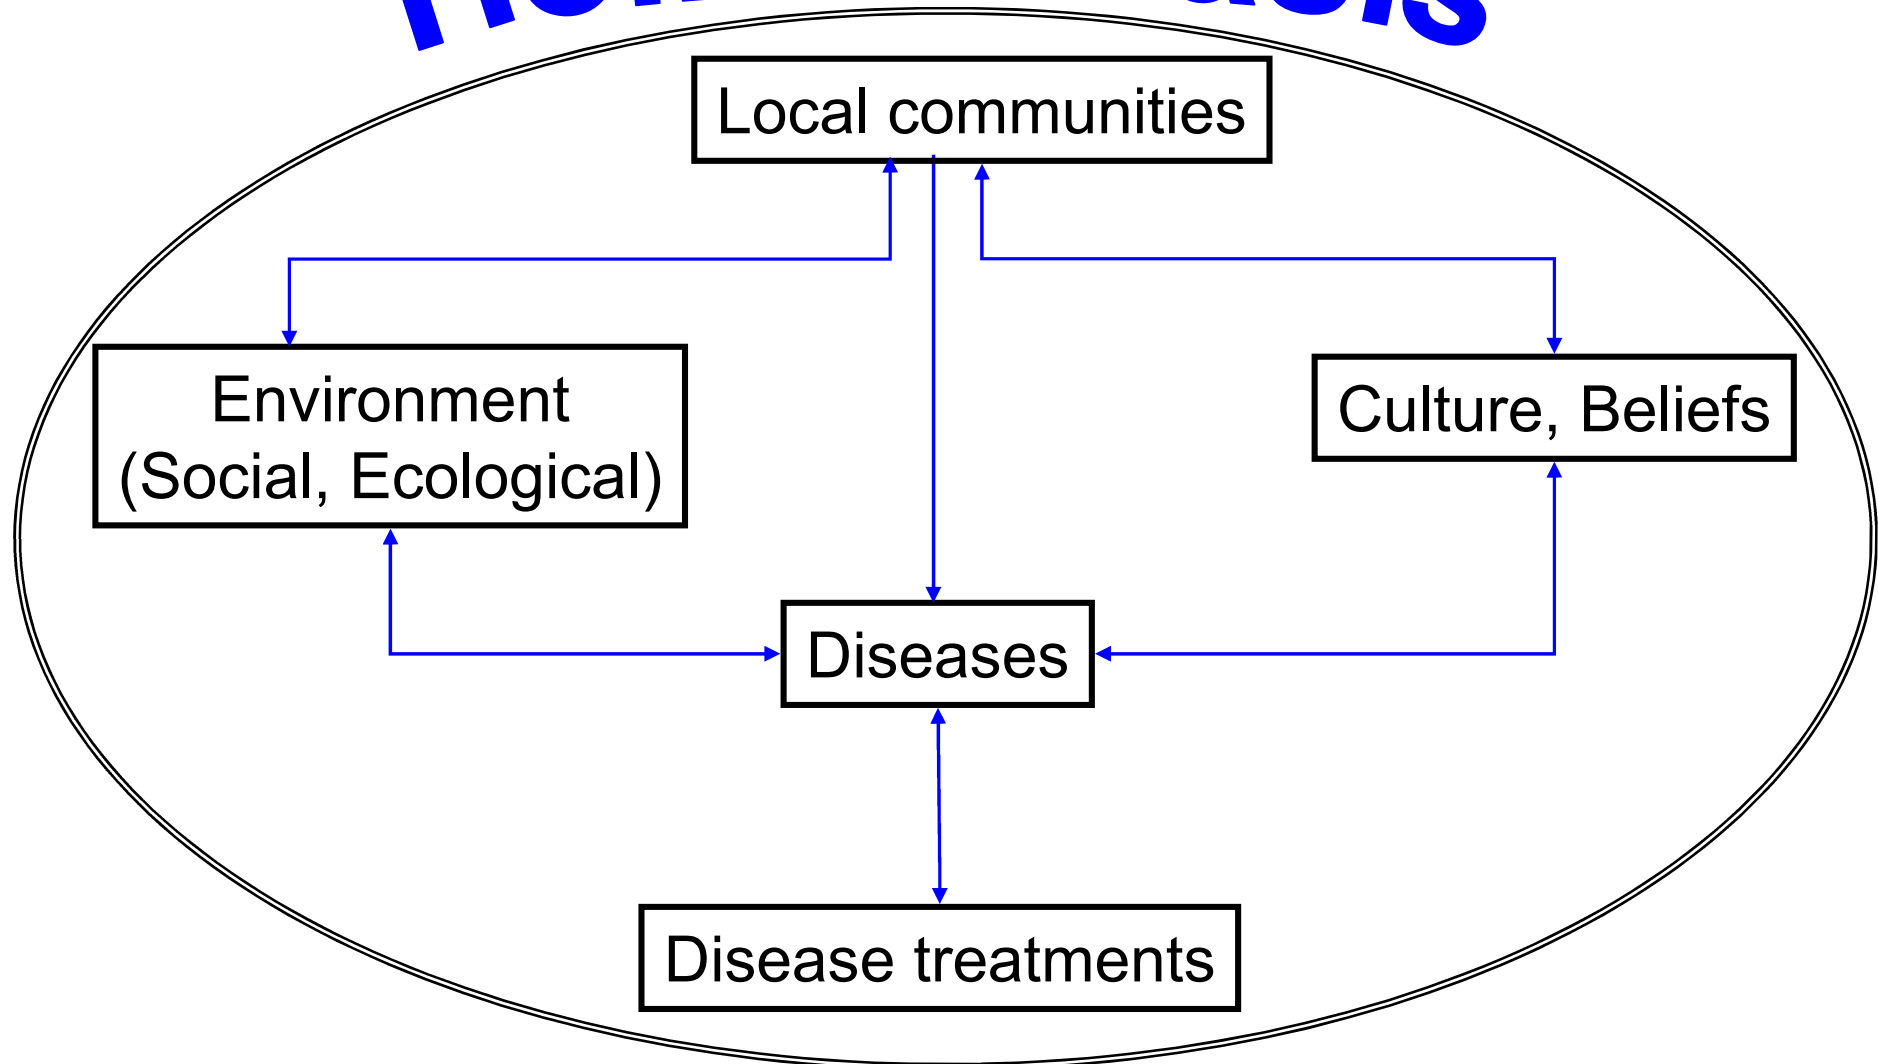 Local communities
Environment
(Social, Ecological)
Culture, Beliefs
Diseases
Disease treatments